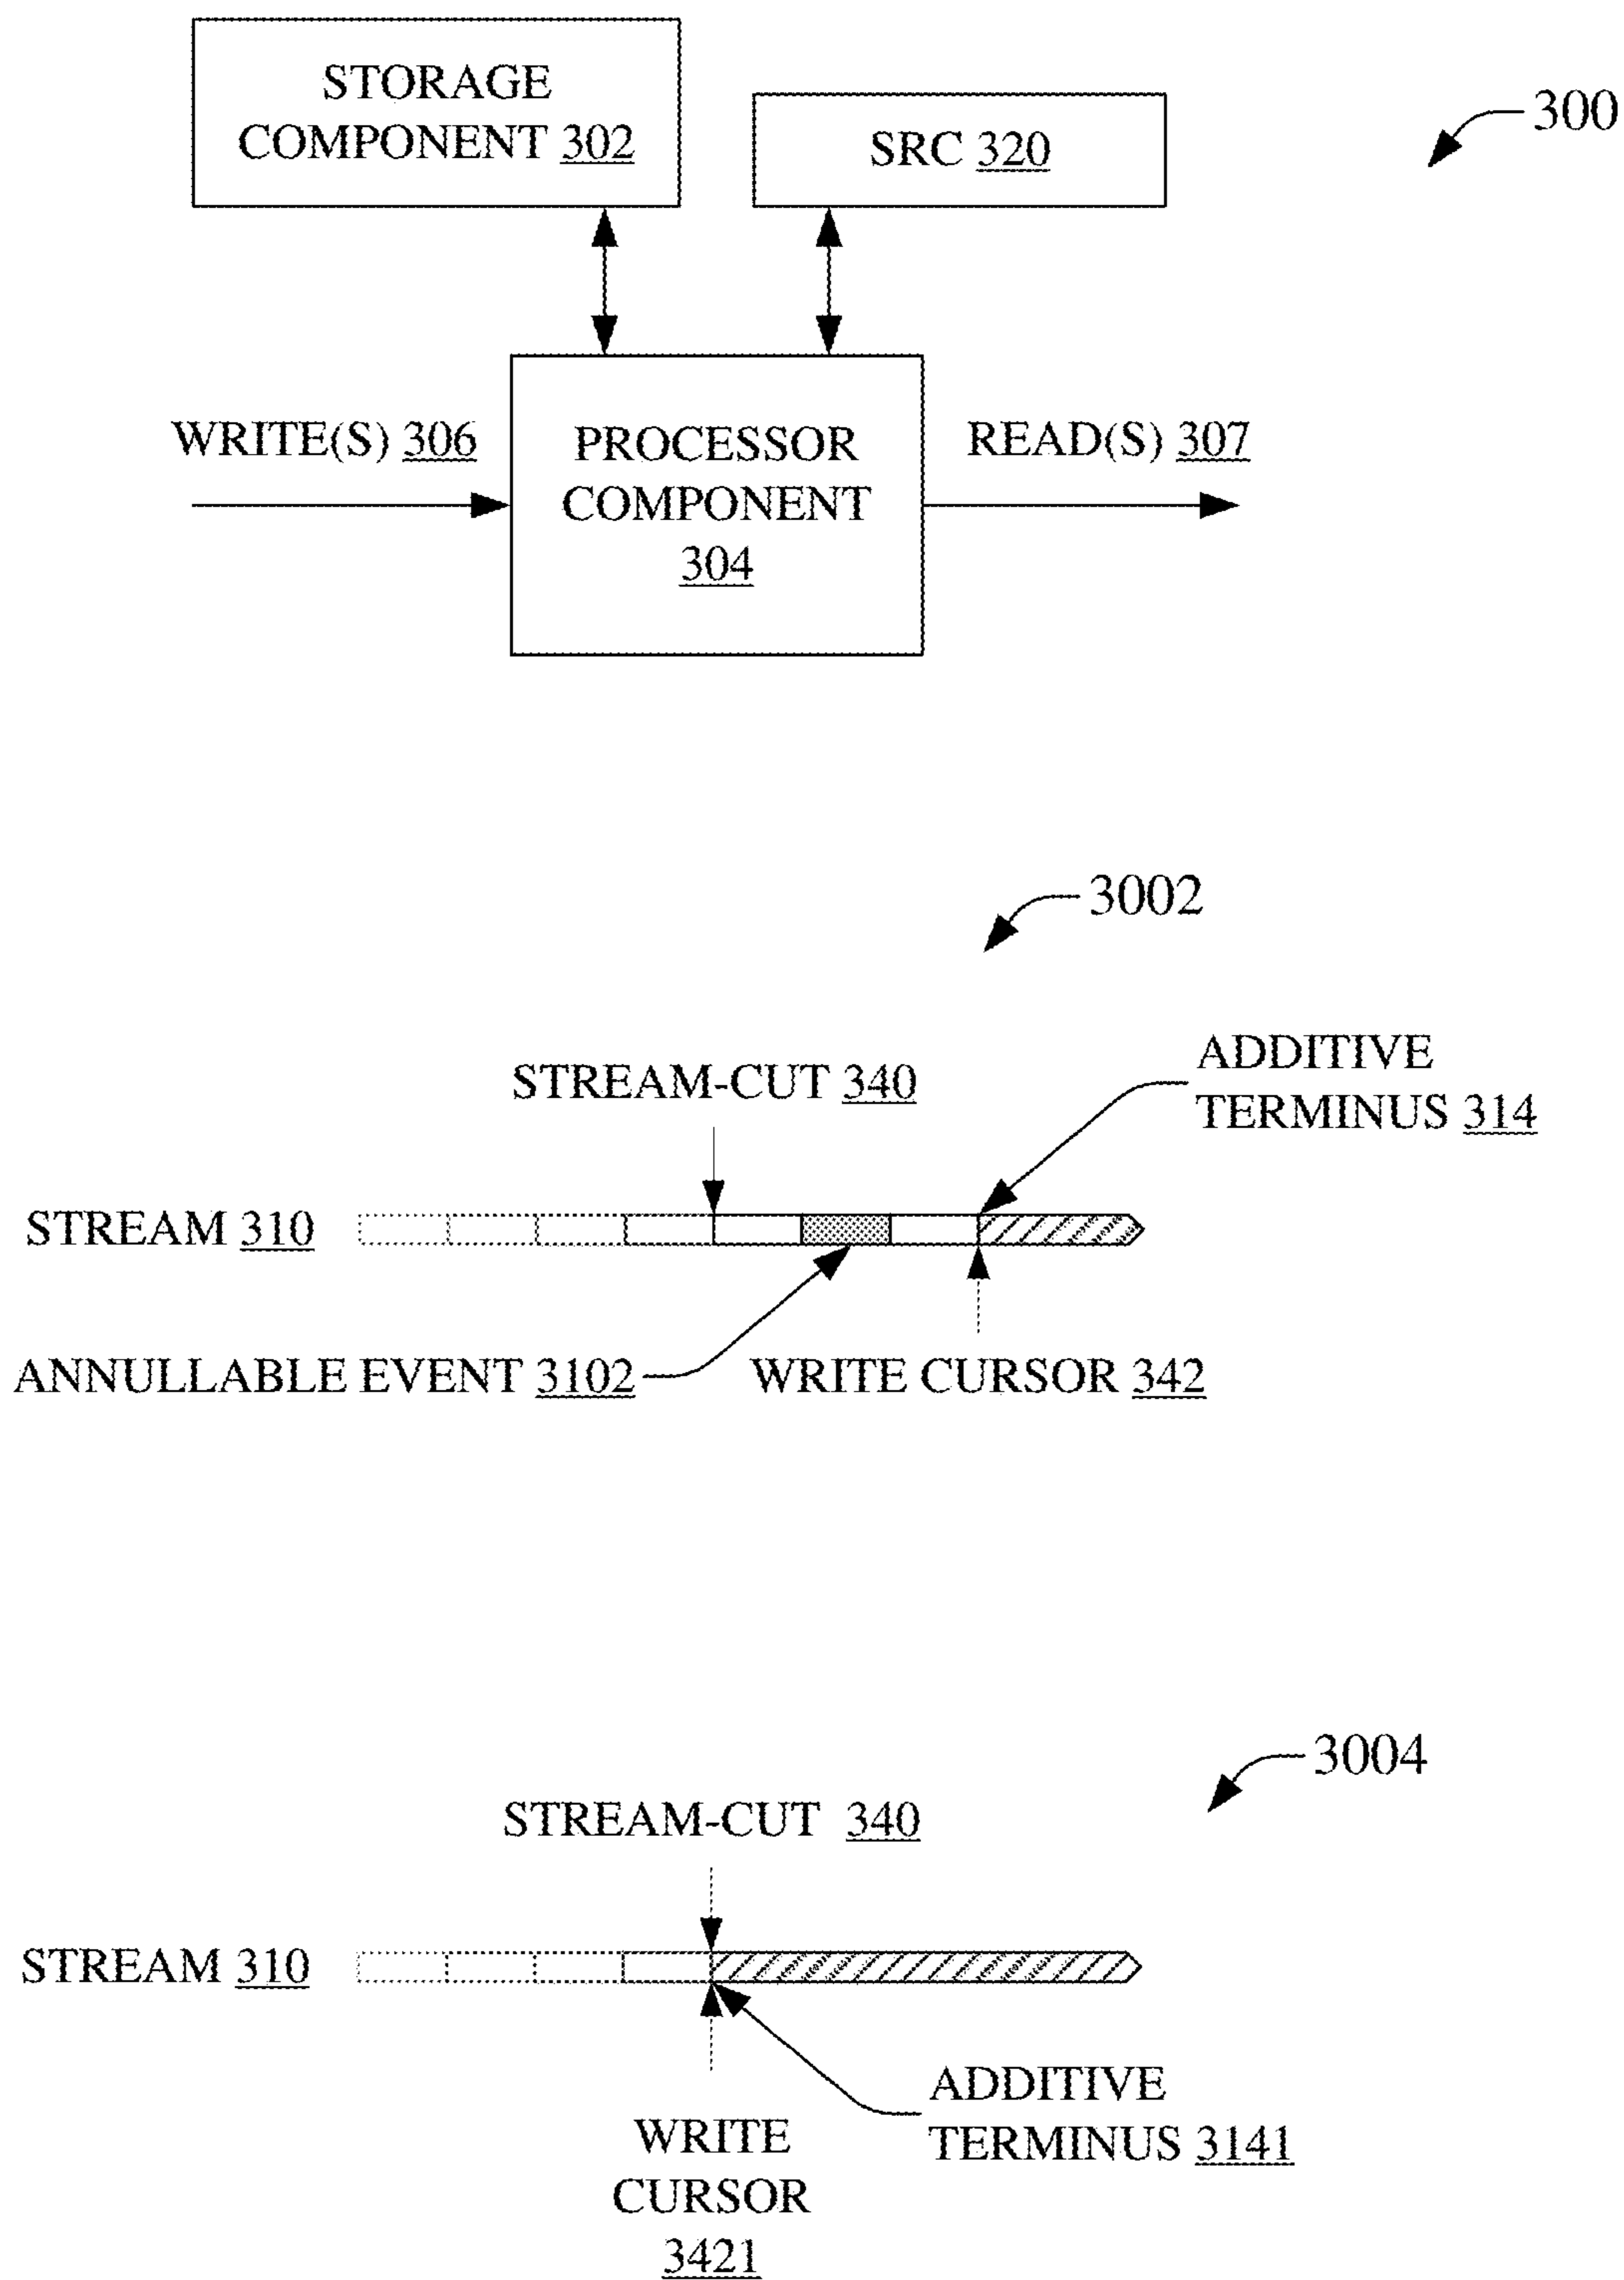 STORAGE
COMPONENT 302
SRC 320
300
WRITE(S) 306
PROCESSOR
COMPONENT
304
READ(S) 307
3002
STREAM-CUT 340
ADDITIVE
TERMINUS 314
STREAM 310
ANNULLABLE EVENT 3102
WRITE CURSOR 342
3004
STREAM-CUT 340
STREAM 310
ADDITIVE
TERMINUS 3141
WRITE
CURSOR
3421